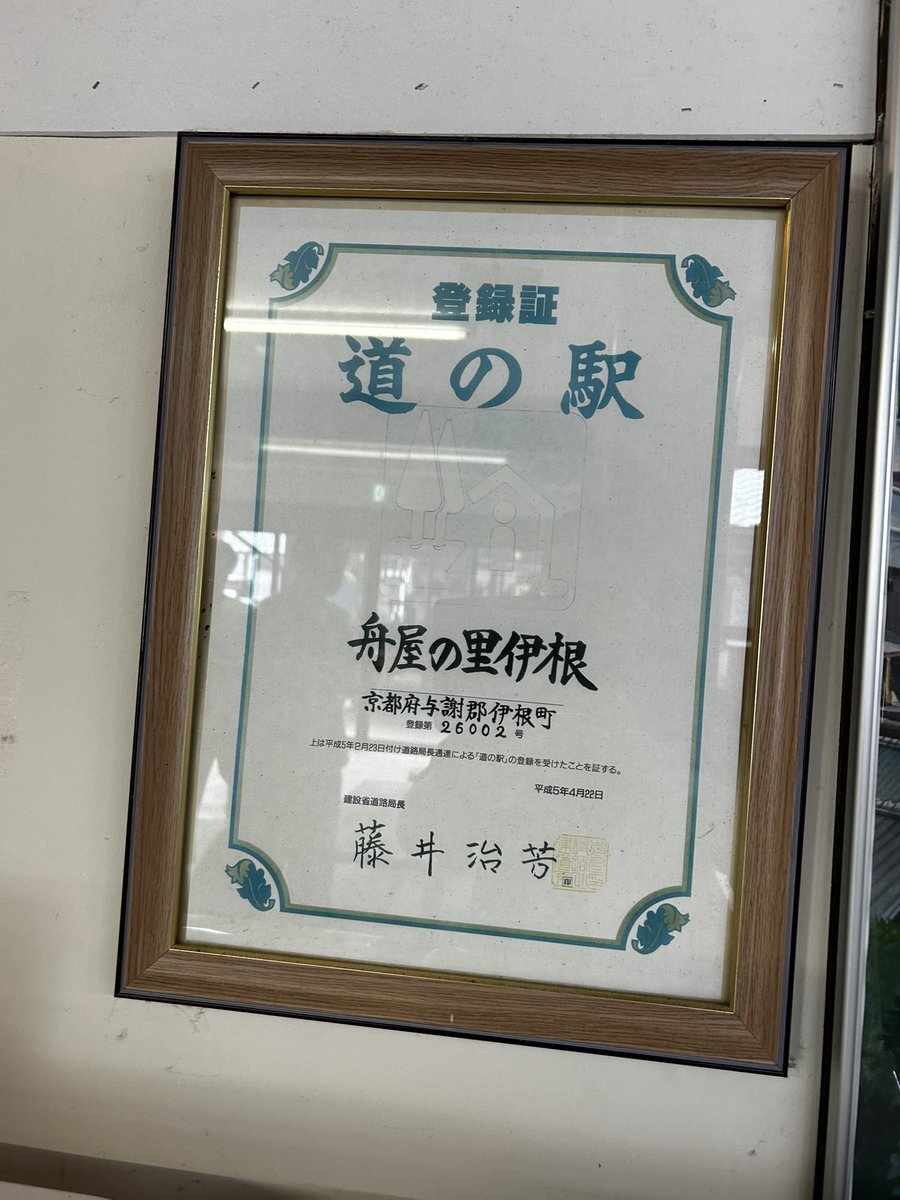 登録証
道の駅
舟屋の里伊根
京都府与謝郡伊根町
登録第 26002 号
上は平成5年2月23日付け道路局長通達による「道の駅」の登録を受けたことを証する。
平成5年4月22日
建設省道路局長
藤井治芳
印